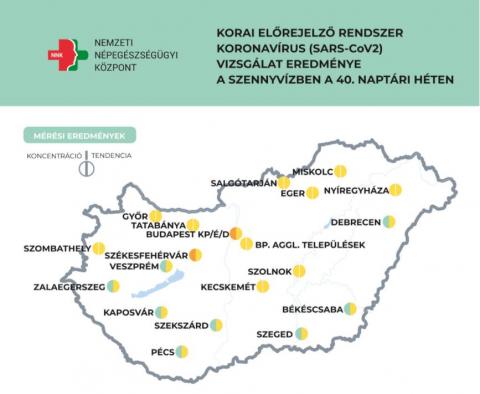 NNK
NEMZETI
NÉPEGÉSZSÉGÜGYI
KÖZPONT
KORAI ELŐREJELZŐ RENDSZER
KORONAVÍRUS (SARS-CoV2)
VIZSGÁLAT EREDMÉNYE
A SZENNYVÍZBEN A 40. NAPTÁRI HÉTEN
MÉRÉSI EREDMÉNYEK
KONCENTRÁCIÓ TENDENCIA
MISKOLC
SALGÓTARJÁN
EGER
NYÍREGYHÁZA
GYŐR
TATABÁNYA
DEBRECEN
BUDAPEST KP/É/D
BP. AGGL. TELEPÜLÉSEK
SZOMBATHELY
SZÉKESFEHÉRVÁR
VESZPRÉM
SZOLNOK
ZALAEGERSZEG
KECSKEMÉT
KAPOSVÁR
BÉKÉSCSABA
SZEKSZÁRD
SZEGED
PÉCS